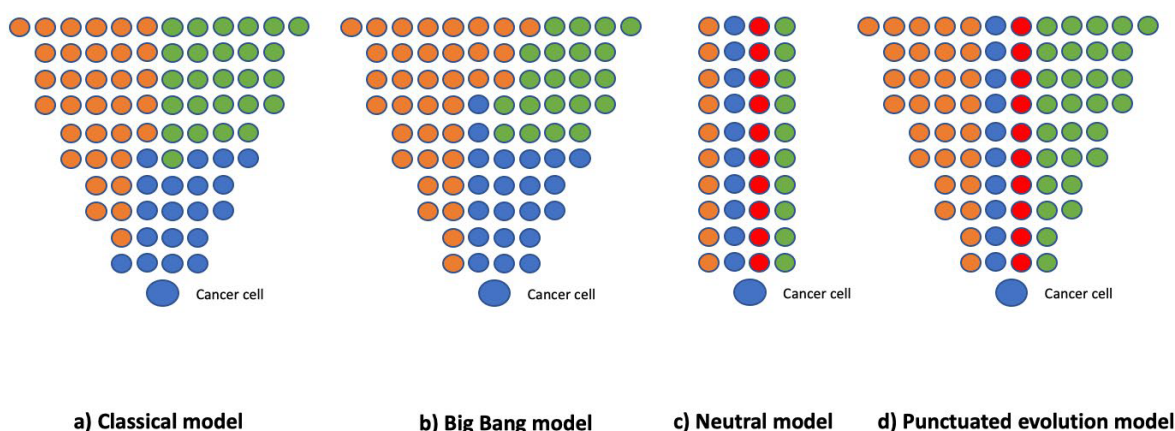 Cancer cell
Cancer cell
Cancer cell
Cancer cell
a) Classical model
b) Big Bang model
c) Neutral model
d) Punctuated evolution model